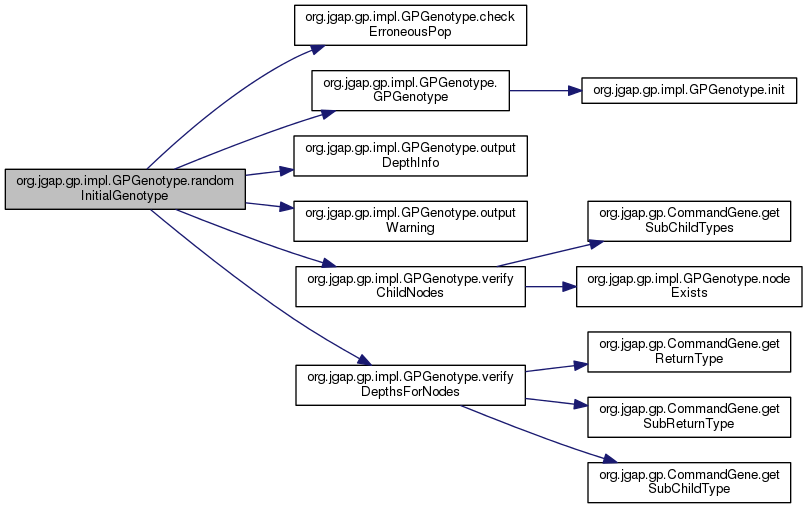 org.jgap.gp.impl.GPGenotype.random
InitialGenotype
org.jgap.gp.impl.GPGenotype.check
ErroneousPop
org.jgap.gp.impl.GPGenotype.
GPGenotype
org.jgap.gp.impl.GPGenotype.init
org.jgap.gp.impl.GPGenotype.output
DepthInfo
org.jgap.gp.impl.GPGenotype.output
Warning
org.jgap.gp.impl.GPGenotype.verify
ChildNodes
org.jgap.gp.CommandGene.get
SubChildTypes
org.jgap.gp.impl.GPGenotype.node
Exists
org.jgap.gp.impl.GPGenotype.verify
DepthsForNodes
org.jgap.gp.CommandGene.get
ReturnType
org.jgap.gp.CommandGene.get
SubReturnType
org.jgap.gp.CommandGene.get
SubChildType